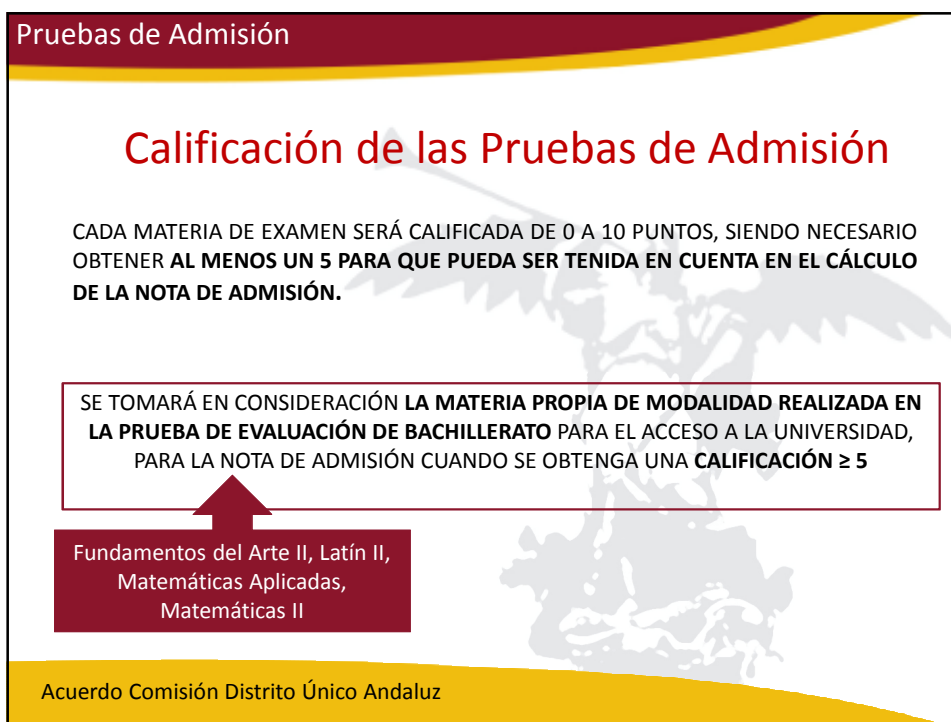 Pruebas de Admisión
Calificación de las Pruebas de Admisión
CADA MATERIA DE EXAMEN SERÁ CALIFICADA DE 0 A 10 PUNTOS, SIENDO NECESARIO
OBTENER AL MENOS UN 5 PARA QUE PUEDA SER TENIDA EN CUENTA EN EL CÁLCULO
DE LA NOTA DE ADMISIÓN.
SE TOMARÁ EN CONSIDERACIÓN LA MATERIA PROPIA DE MODALIDAD REALIZADA EN
LA PRUEBA DE EVALUACIÓN DE BACHILLERATO PARA EL ACCESO A LA UNIVERSIDAD,
PARA LA NOTA DE ADMISIÓN CUANDO SE OBTENGA UNA CALIFICACIÓN ≥ 5
Fundamentos del Arte II, Latín II,
Matemáticas Aplicadas,
Matemáticas II
Acuerdo Comisión Distrito Único Andaluz